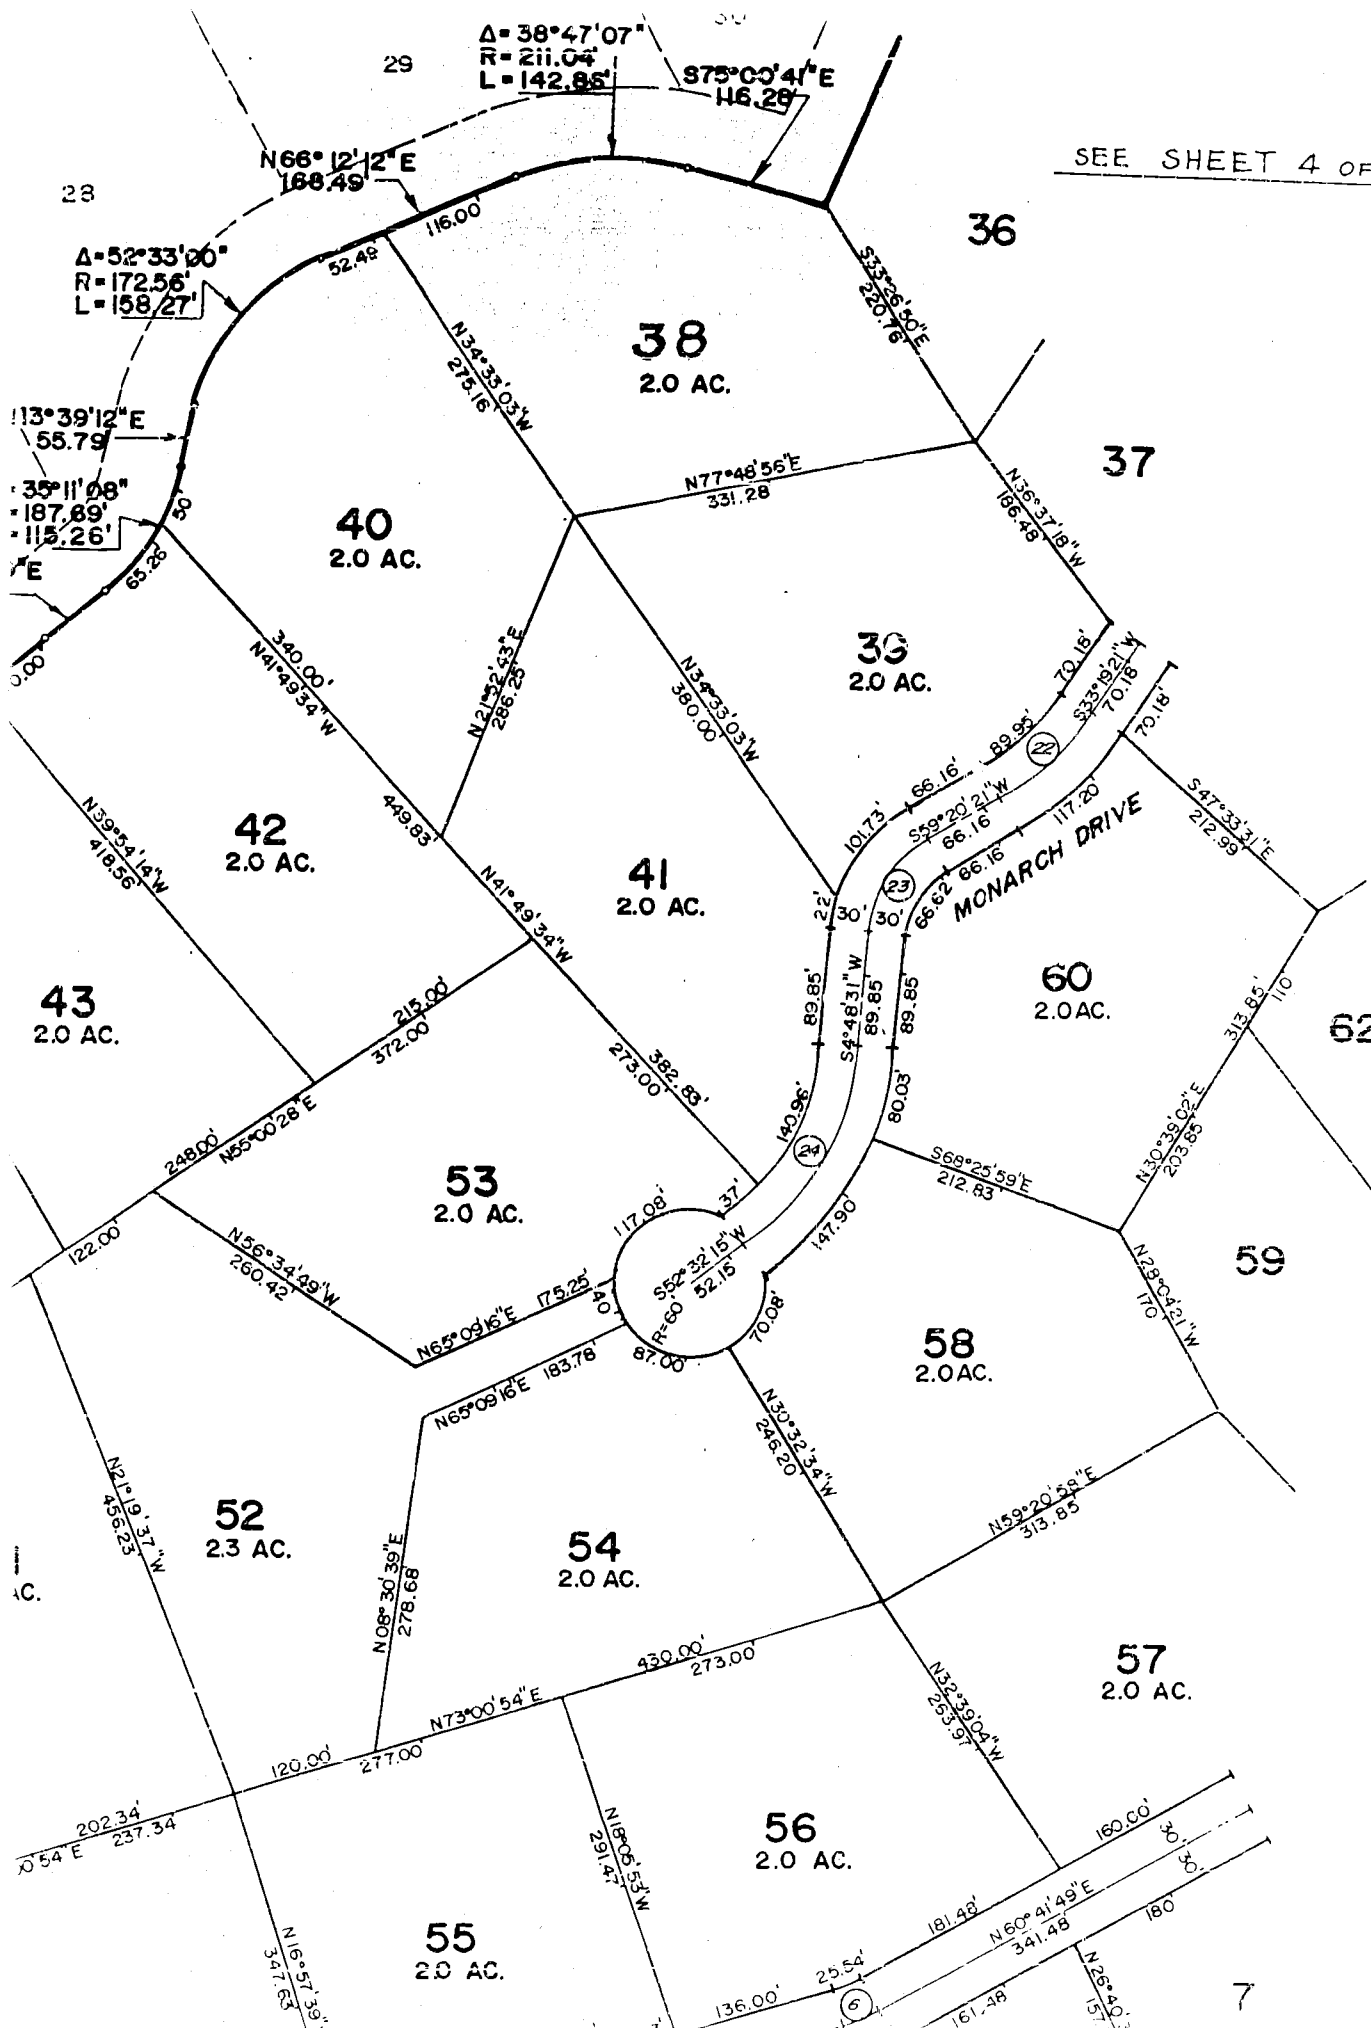 29
Δ= 38°47'07"
R= 211.04'
L= 142.85'
S75°00'41"E
116.28'
SEE SHEET 4 OF
28
N66°12'12"E
168.49'
116.00'
52.49'
36
Δ=52°33'00"
R=172.56'
L=158.27'
S33°26'50"E
220.76'
38
2.0 AC.
N34°33'03"W
275.16'
13°39'12"E
55.79'
35°11'08"
187.69'
115.26'
"E
50'
65.26'
0.00'
37
N77°48'56"E
331.28
N36°37'18"W
186.48'
40
2.0 AC.
340.00'
N41°49'34"W
N21°52'43"E
286.25'
39
2.0 AC.
N34°33'03"W
380.00'
70.18'
S33°19'21"W
70.18'
70.18'
89.95'
22
66.16'
S59°20'21"W
66.16'
66.16'
117.20'
MONARCH DRIVE
S47°33'31"E
212.99'
101.73'
23
66.62'
22'
30'
30'
N39°54'14"W
418.56'
42
2.0 AC.
449.83'
N41°49'34"W
41
2.0 AC.
43
2.0 AC.
215.00'
372.00'
89.85'
S4°48'31"W
89.85'
89.85'
60
2.0 AC.
313.85'
110'
62
382.83'
273.00'
140.96'
80.03'
24
N30°39'02"E
203.85'
248.00'
N55°00'28"E
53
2.0 AC.
S68°25'59"E
212.83'
37'
147.90'
117.08'
122.00'
N56°34'49"W
260.42'
S52°32'15"W
52.15'
R=60'
40'
175.25'
N65°09'16"E
70.08'
87.00'
183.78'
N65°09'16"E
59
N28°04'21"W
170'
58
2.0 AC.
N30°32'34"W
246.20'
N21°19'37"W
456.23'
52
2.3 AC.
N08°30'39"E
278.68'
54
2.0 AC.
N59°20'58"E
313.85'
AC.
430.00'
273.00'
N73°00'54"E
120.00'
277.00'
57
2.0 AC.
N32°39'04"W
263.97'
202.34'
237.34'
0'54"E
N18°05'53"W
291.47'
56
2.0 AC.
160.00'
30'
30'
55
2.0 AC.
N16°57'39"
347.63'
181.48'
N60°41'49"E
341.48'
180'
25.54'
136.00'
6
161.48'
N26°40'
157
7